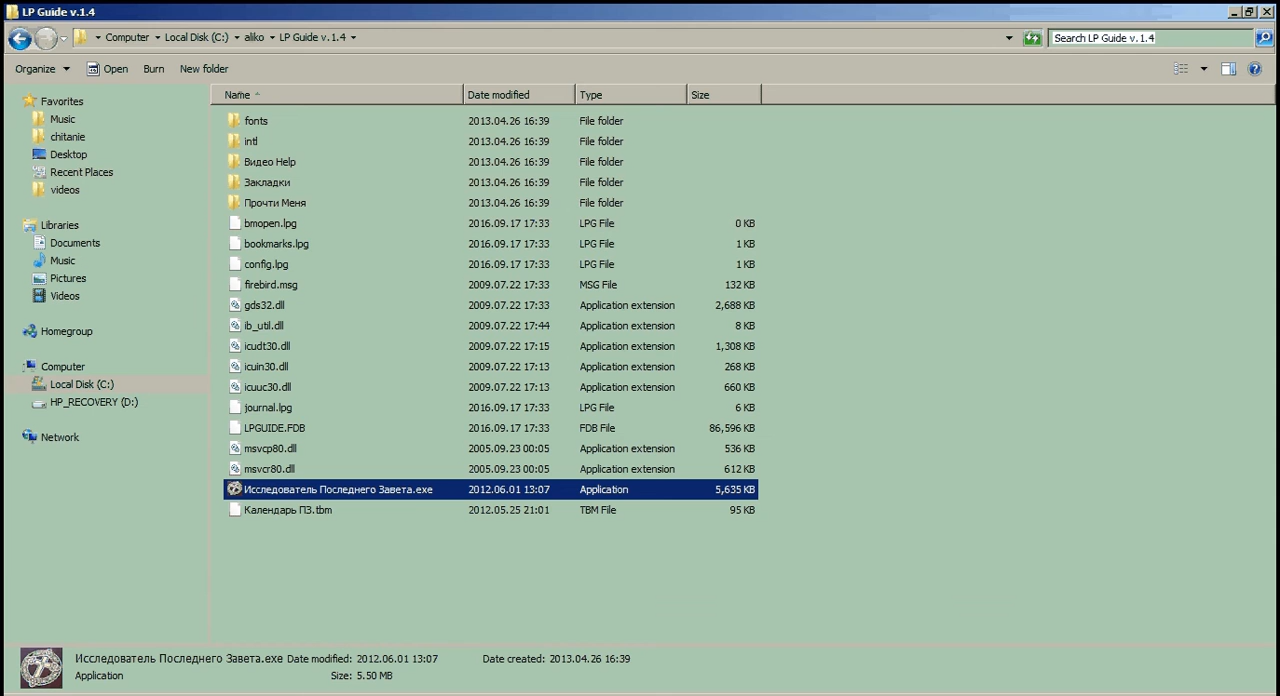 LP Guide v.1.4
Computer Local Disk (C:) aliko LP Guide v.1.4 Search LP Guide v.1.4
Organize Open Burn New folder
Name Date modified Type Size
Favorites
Music
chitanie
Desktop
Recent Places
videos
Libraries
Documents
Music
Pictures
Videos
Homegroup
Computer
Local Disk (C:)
HP_RECOVERY (D:)
Network
fonts 2013.04.26 16:39 File folder
intl 2013.04.26 16:39 File folder
Видео Help 2013.04.26 16:39 File folder
Закладки 2013.04.26 16:39 File folder
Прочти Меня 2013.04.26 16:39 File folder
bmopen.lpg 2016.09.17 17:33 LPG File 0 KB
bookmarks.lpg 2016.09.17 17:33 LPG File 1 KB
config.lpg 2016.09.17 17:33 LPG File 1 KB
firebird.msg 2009.07.22 17:33 MSG File 132 KB
gds32.dll 2009.07.22 17:33 Application extension 2,688 KB
ib_util.dll 2009.07.22 17:44 Application extension 8 KB
icudt30.dll 2009.07.22 17:15 Application extension 1,308 KB
icuin30.dll 2009.07.22 17:13 Application extension 268 KB
icuuc30.dll 2009.07.22 17:13 Application extension 660 KB
journal.lpg 2016.09.17 17:33 LPG File 6 KB
LPGUIDE.FDB 2016.09.17 17:33 FDB File 86,596 KB
msvcp80.dll 2005.09.23 00:05 Application extension 536 KB
msvcr80.dll 2005.09.23 00:05 Application extension 612 KB
Исследователь Последнего Завета.exe 2012.06.01 13:07 Application 5,635 KB
Календарь ПЗ.tbm 2012.05.25 21:01 TBM File 95 KB
Исследователь Последнего Завета.exe Date modified: 2012.06.01 13:07 Date created: 2013.04.26 16:39
Application Size: 5.50 MB